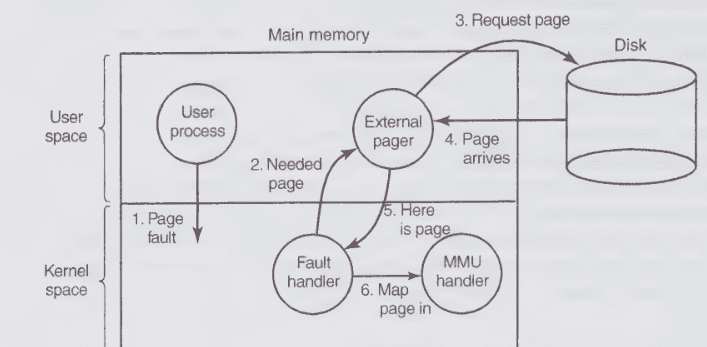 3. Request page
Main memory
Disk
User
space
User
process
External
pager
2. Needed
page
4. Page
arrives
1. Page
fault
5. Here
is page
Kernel
space
Fault
handler
MMU
handler
6. Map
page in